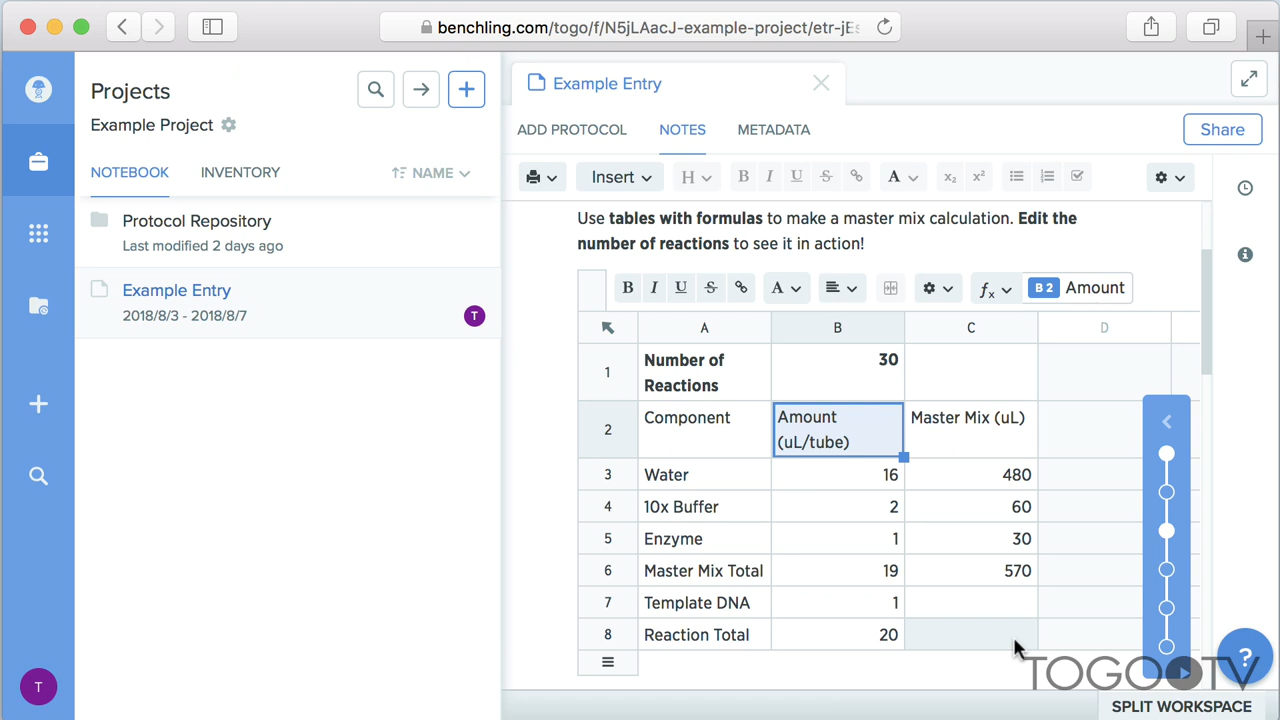 benchling.com/togo/f/N5jLAacJ-example-project/etr-jEs
Projects
Example Project
NOTEBOOK INVENTORY NAME
Protocol Repository
Last modified 2 days ago
Example Entry
2018/8/3 - 2018/8/7
T
T
Example Entry
ADD PROTOCOL NOTES METADATA
Share
Insert H B I U S A x₂ x²
Use tables with formulas to make a master mix calculation. Edit the
number of reactions to see it in action!
B I U S A fx B 2 Amount
A B C D
1 Number of Reactions 30
2 Component Amount (uL/tube) Master Mix (uL)
3 Water 16 480
4 10x Buffer 2 60
5 Enzyme 1 30
6 Master Mix Total 19 570
7 Template DNA 1
8 Reaction Total 20
?
TOGOTV
SPLIT WORKSPACE